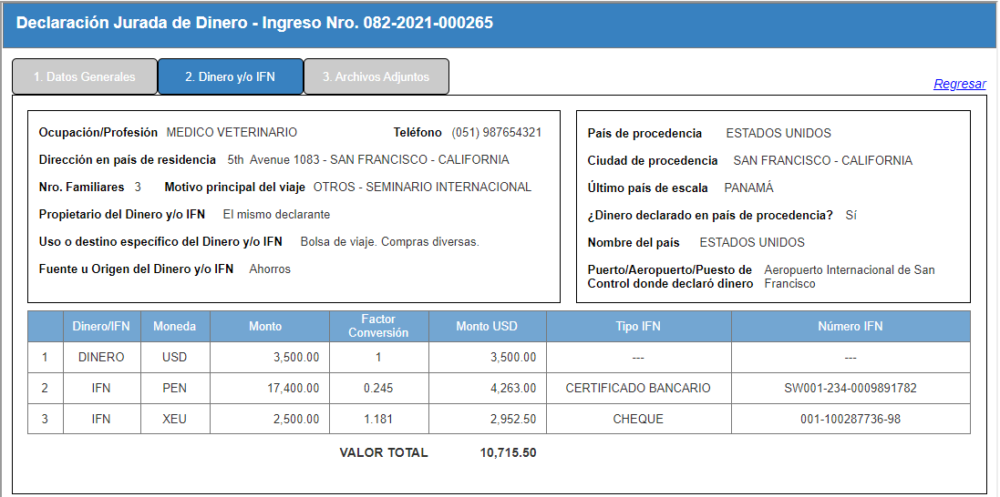 Declaración Jurada de Dinero - Ingreso Nro. 082-2021-000265
1. Datos Generales 2. Dinero y/o IFN 3. Archivos Adjuntos
Regresar
Ocupación/Profesión MEDICO VETERINARIO Teléfono (051) 987654321
Dirección en país de residencia 5th Avenue 1083 - SAN FRANCISCO - CALIFORNIA
Nro. Familiares 3 Motivo principal del viaje OTROS - SEMINARIO INTERNACIONAL
Propietario del Dinero y/o IFN El mismo declarante
Uso o destino específico del Dinero y/o IFN Bolsa de viaje. Compras diversas.
Fuente u Origen del Dinero y/o IFN Ahorros
País de procedencia ESTADOS UNIDOS
Ciudad de procedencia SAN FRANCISCO - CALIFORNIA
Último país de escala PANAMÁ
¿Dinero declarado en país de procedencia? Sí
Nombre del país ESTADOS UNIDOS
Puerto/Aeropuerto/Puesto de Aeropuerto Internacional de San
Control donde declaró dinero Francisco
Dinero/IFN Moneda Monto Factor Conversión Monto USD Tipo IFN Número IFN
1 DINERO USD 3,500.00 1 3,500.00 --- ---
2 IFN PEN 17,400.00 0.245 4,263.00 CERTIFICADO BANCARIO SW001-234-0009891782
3 IFN XEU 2,500.00 1.181 2,952.50 CHEQUE 001-100287736-98
VALOR TOTAL 10,715.50